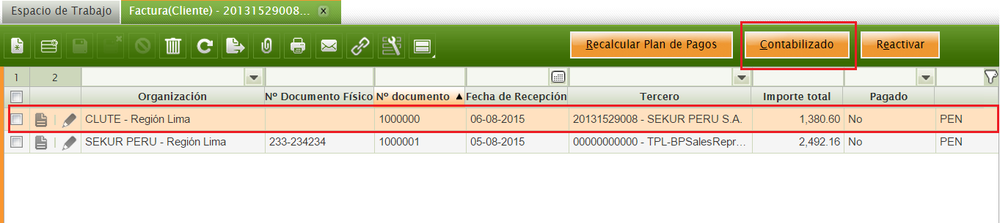 Espacio de Trabajo Factura(Cliente) - 20131529008...
Recalcular Plan de Pagos Contabilizado Reactivar
1 2
Organización Nº Documento Físico Nº documento Fecha de Recepción Tercero Importe total Pagado
CLUTE - Región Lima 1000000 06-08-2015 20131529008 - SEKUR PERU S.A. 1,380.60 No PEN
SEKUR PERU - Región Lima 233-234234 1000001 05-08-2015 00000000000 - TPL-BPSalesRepr... 2,492.16 No PEN